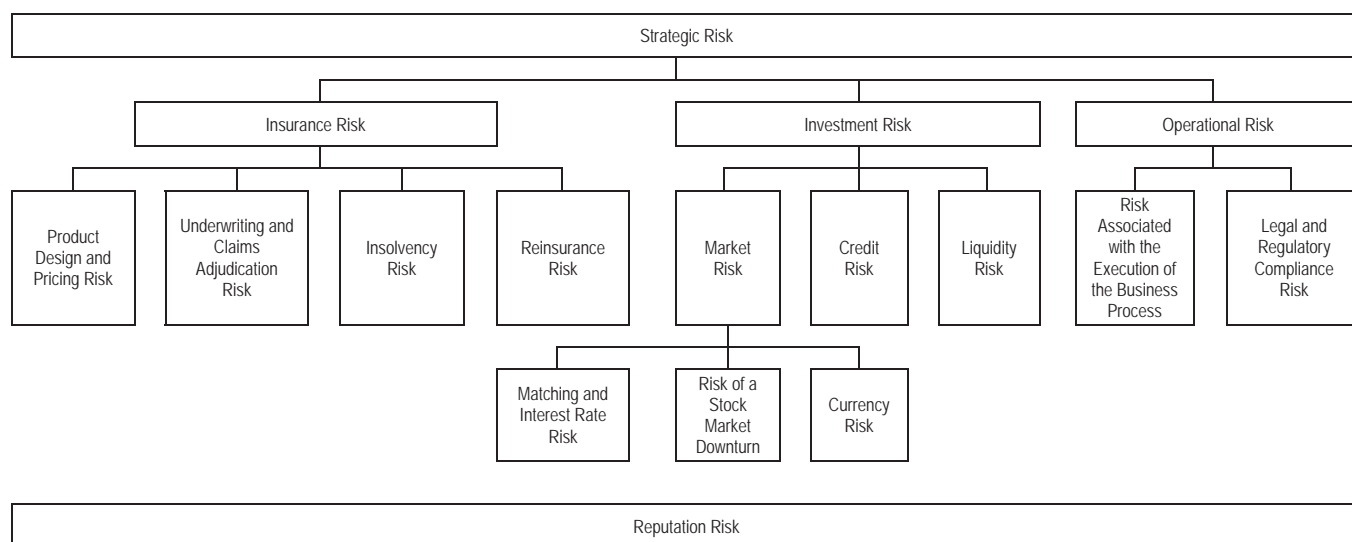 Strategic Risk
Insurance Risk
Investment Risk
Operational Risk
Product
Design and
Pricing Risk
Underwriting and
Claims
Adjudication
Risk
Insolvency
Risk
Reinsurance
Risk
Market
Risk
Credit
Risk
Liquidity
Risk
Risk
Associated
with the
Execution of
the Business
Process
Legal and
Regulatory
Compliance
Risk
Matching and
Interest Rate
Risk
Risk of a
Stock
Market
Downturn
Currency
Risk
Reputation Risk